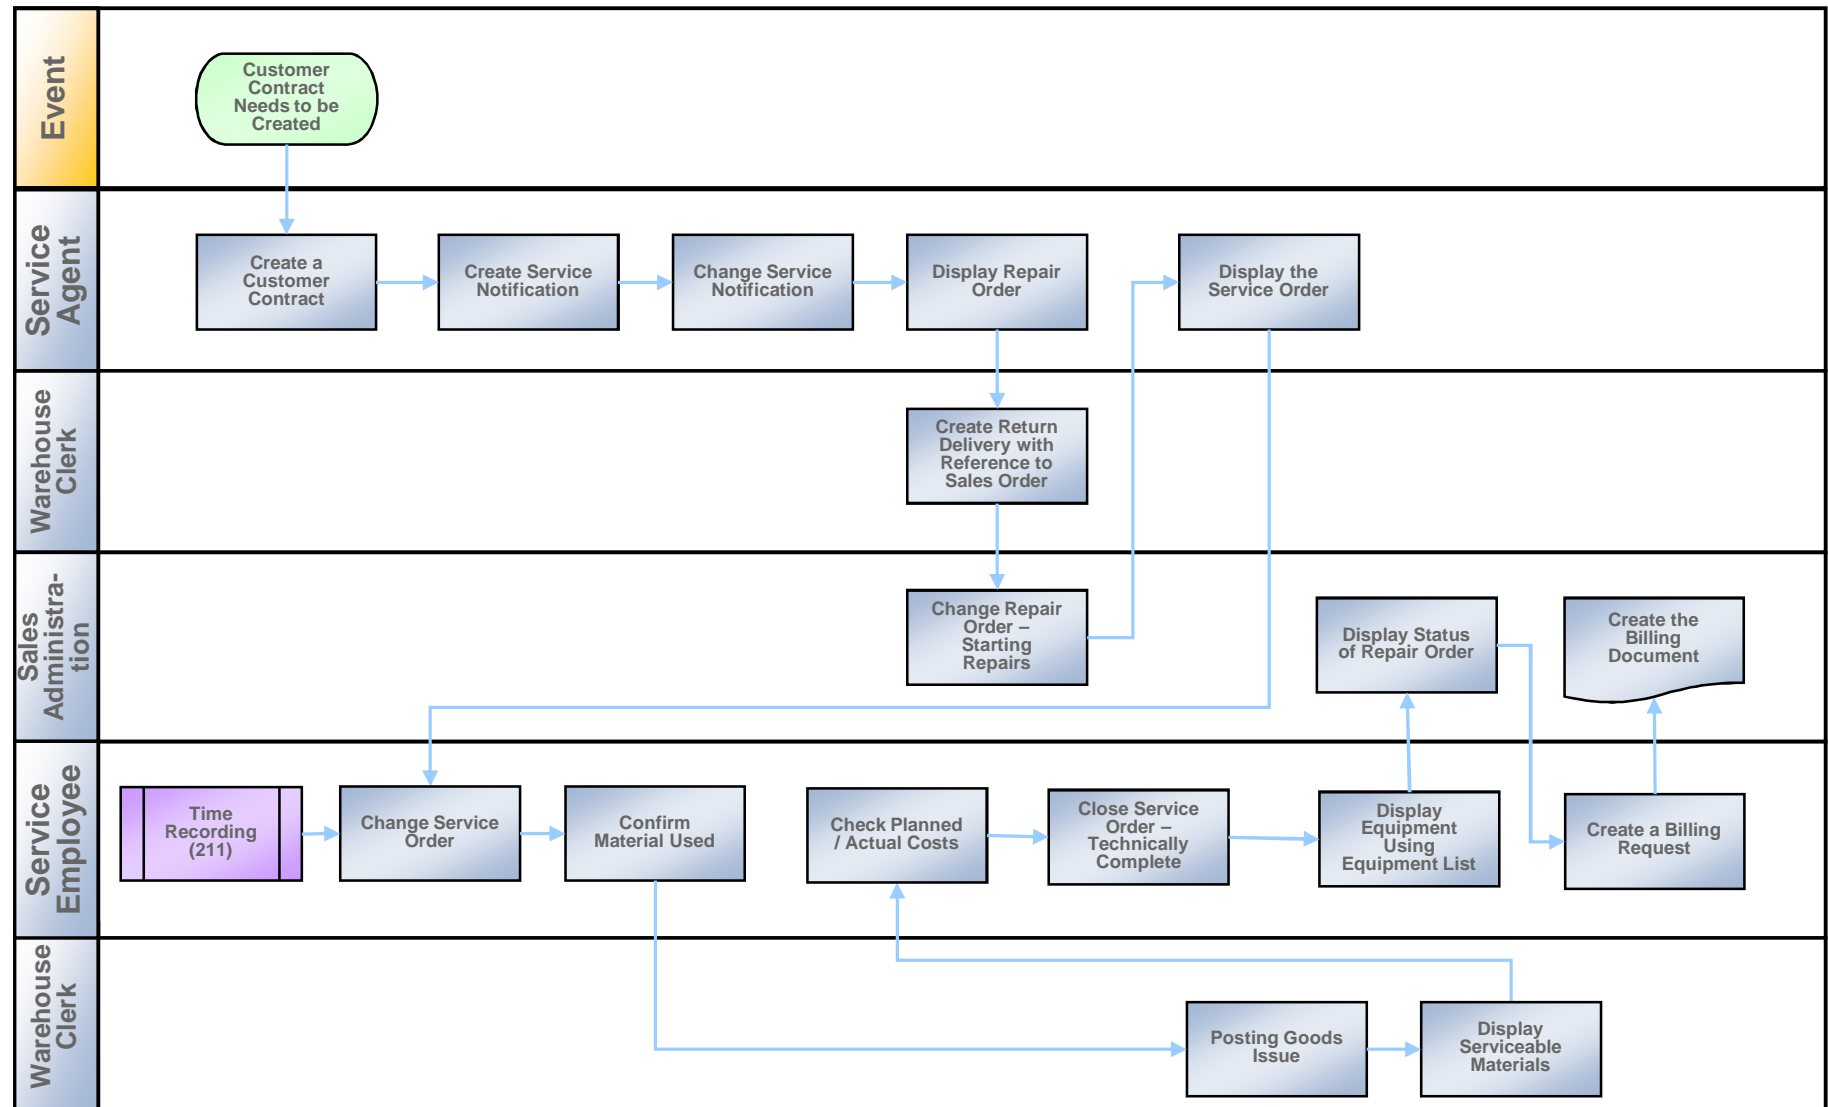 Event
Customer
Contract
Needs to be
Created
Service
Agent
Create a
Customer
Contract
Create Service
Notification
Change Service
Notification
Display Repair
Order
Display the
Service Order
Warehouse
Clerk
Create Return
Delivery with
Reference to
Sales Order
Sales
Administra-
tion
Change Repair
Order –
Starting
Repairs
Display Status
of Repair Order
Create the
Billing
Document
Service
Employee
Time
Recording
(211)
Change Service
Order
Confirm
Material Used
Check Planned
/ Actual Costs
Close Service
Order –
Technically
Complete
Display
Equipment
Using
Equipment List
Create a Billing
Request
Warehouse
Clerk
Posting Goods
Issue
Display
Serviceable
Materials